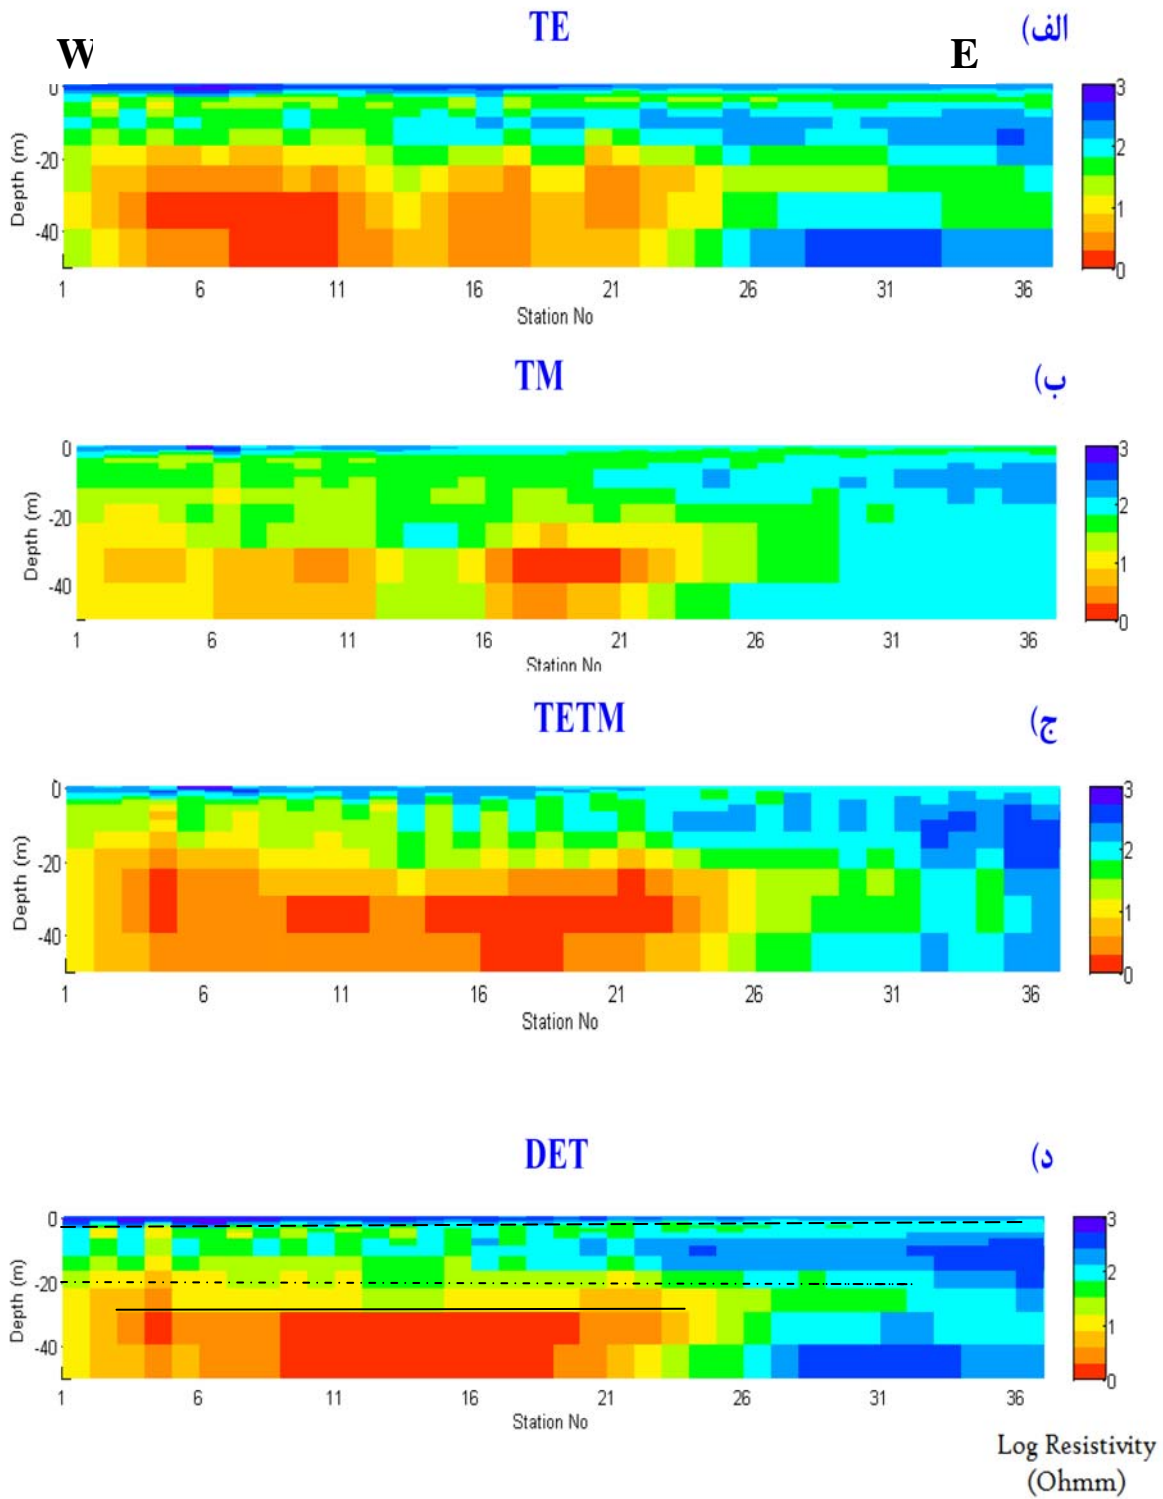 TE
الف)
W
E
0
-20
-40
Depth (m)
1 6 11 16 21 26 31 36
Station No
3
2
1
0
TM
ب)
0
-20
-40
Depth (m)
1 6 11 16 21 26 31 36
Station No
3
2
1
0
TETM
ج)
0
-20
-40
Depth (m)
1 6 11 16 21 26 31 36
Station No
3
2
1
0
DET
د)
0
-20
-40
Depth (m)
1 6 11 16 21 26 31 36
Station No
3
2
1
0
Log Resistivity
(Ohmm)